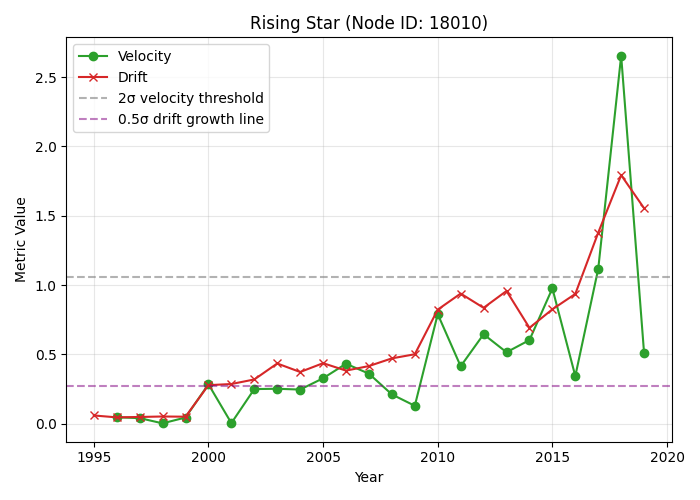 Rising Star (Node ID: 18010)
Velocity
Drift
2σ velocity threshold
0.5σ drift growth line
Metric Value
2.5
2.0
1.5
1.0
0.5
0.0
1995
2000
2005
2010
2015
2020
Year